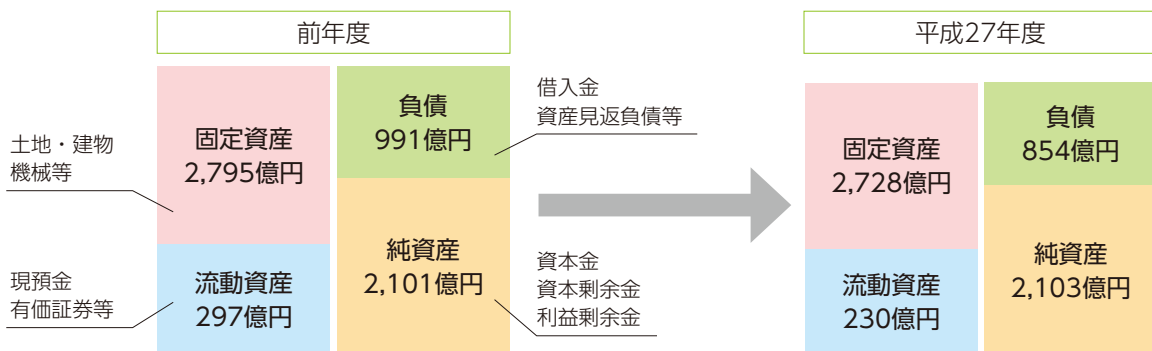 前年度
固定資産
2,795億円
流動資産
297億円
負債
991億円
純資産
2,101億円
土地・建物
機械等
現預金
有価証券等
借入金
資産見返負債等
資本金
資本剰余金
利益剰余金
平成27年度
固定資産
2,728億円
流動資産
230億円
負債
854億円
純資産
2,103億円